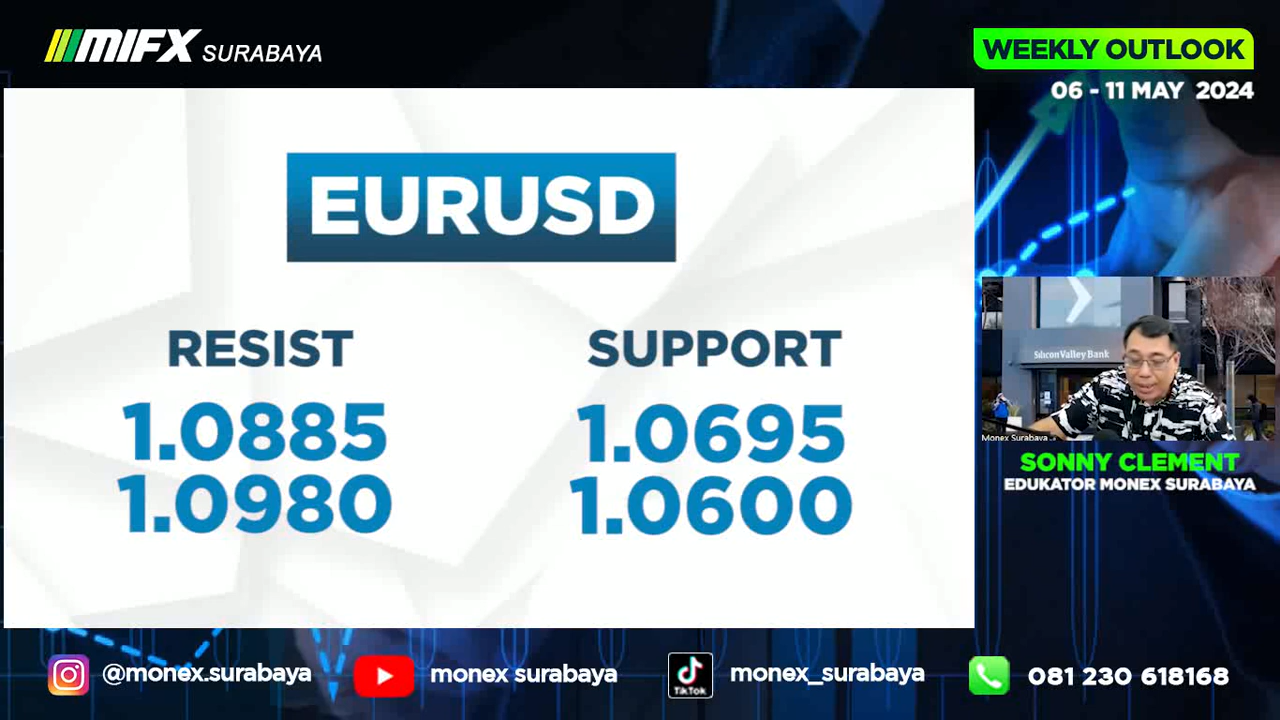 MIFX SURABAYA
WEEKLY OUTLOOK
06 - 11 MAY 2024
EURUSD
RESIST
1.0885
1.0980
SUPPORT
1.0695
1.0600
Silicon Valley Bank
Monex Surabaya
SONNY CLEMENT
EDUKATOR MONEX SURABAYA
@monex.surabaya
monex surabaya
TikTok
monex_surabaya
081 230 618168